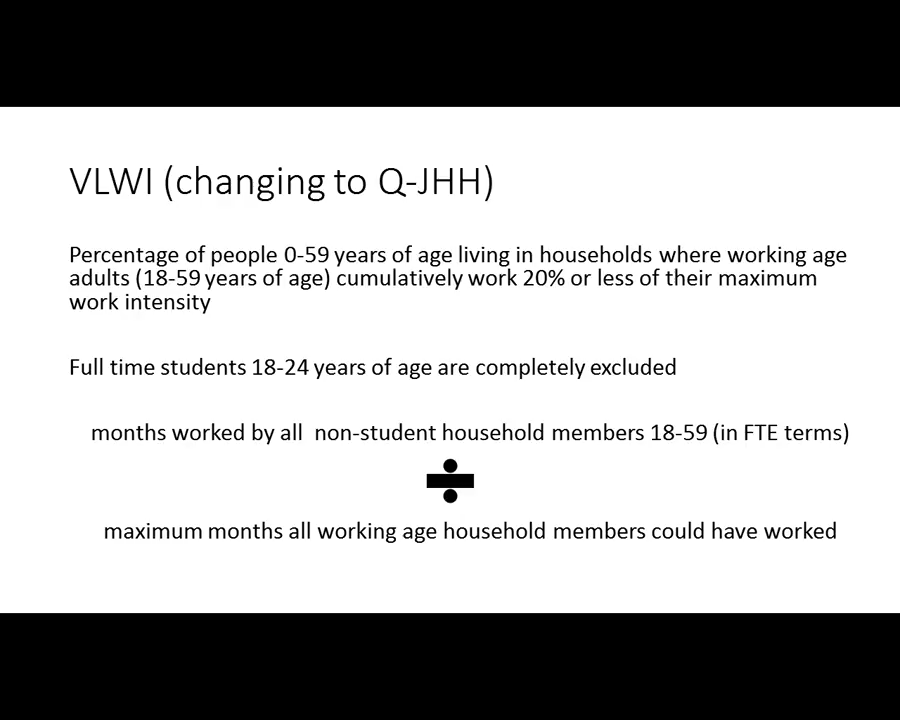 VLWI (changing to Q-JHH)
Percentage of people 0-59 years of age living in households where working age
adults (18-59 years of age) cumulatively work 20% or less of their maximum
work intensity
Full time students 18-24 years of age are completely excluded
months worked by all  non-student household members 18-59 (in FTE terms)
÷
maximum months all working age household members could have worked